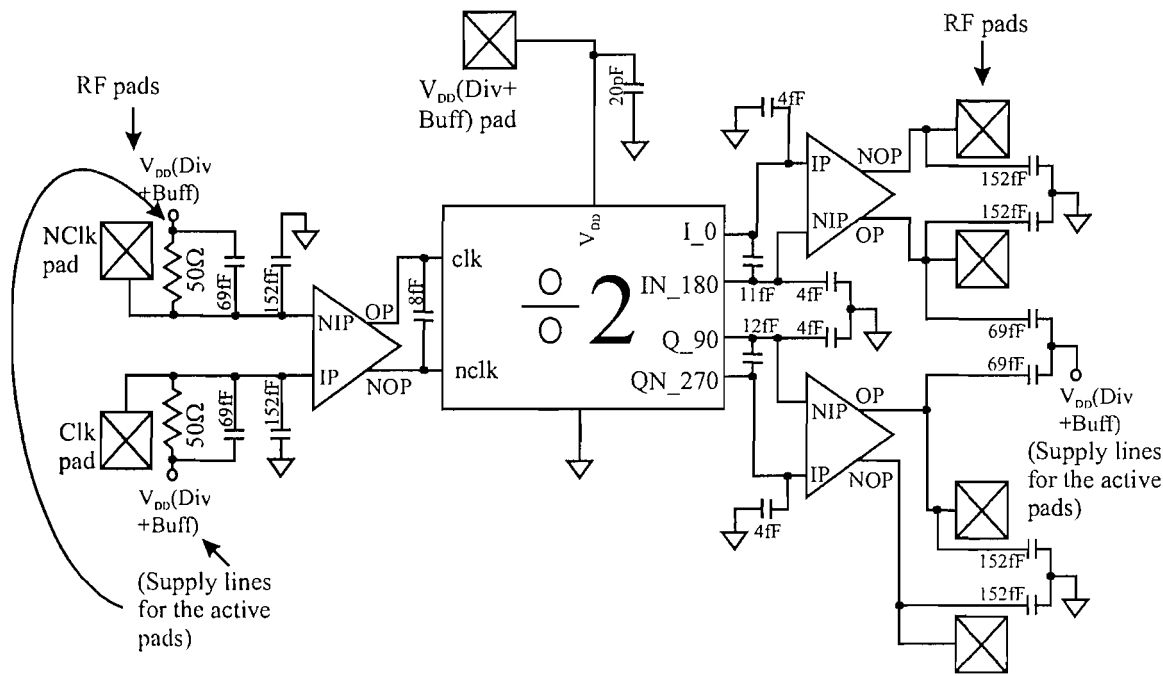 RF pads
V_DD(Div
+Buff)
NClk
pad
50Ω
69fF
152fF
NIP
OP
IP
NOP
8fF
Clk
pad
50Ω
69fF
152fF
V_DD(Div
+Buff)
(Supply lines
for the active
pads)
V_DD(Div+
Buff) pad
20pF
V_DD
clk
nclk
÷2
I_0
IN_180
Q_90
QN_270
11fF
12fF
4fF
4fF
4fF
4fF
IP
NIP
NOP
OP
NIP
IP
OP
NOP
RF pads
152fF
152fF
69fF
69fF
V_DD(Div
+Buff)
(Supply lines
for the active
pads)
152fF
152fF